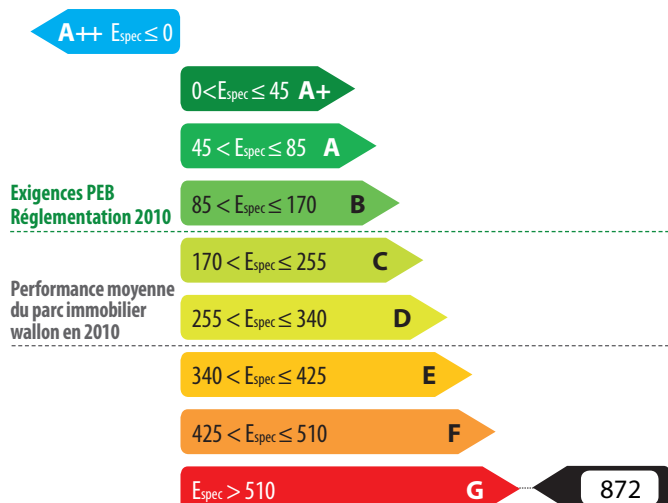 A++ Espec ≤ 0
0<Espec ≤ 45 A+
45 < Espec ≤ 85 A
Exigences PEB
Réglementation 2010
85 < Espec ≤ 170 B
170 < Espec ≤ 255 C
Performance moyenne
du parc immobilier
wallon en 2010
255 < Espec ≤ 340 D
340 < Espec ≤ 425 E
425 < Espec ≤ 510 F
Espec > 510 G 872